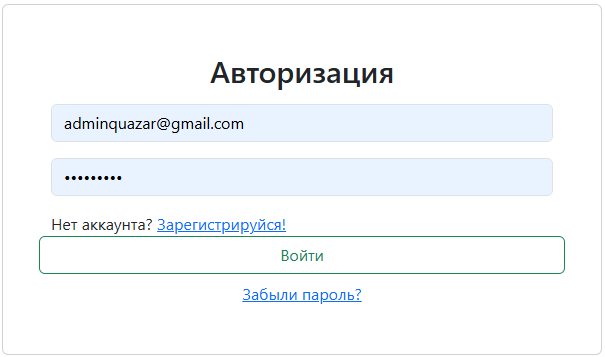 Авторизация
adminquazar@gmail.com
•••••••••
Нет аккаунта? Зарегистрируйся!
Войти
Забыли пароль?